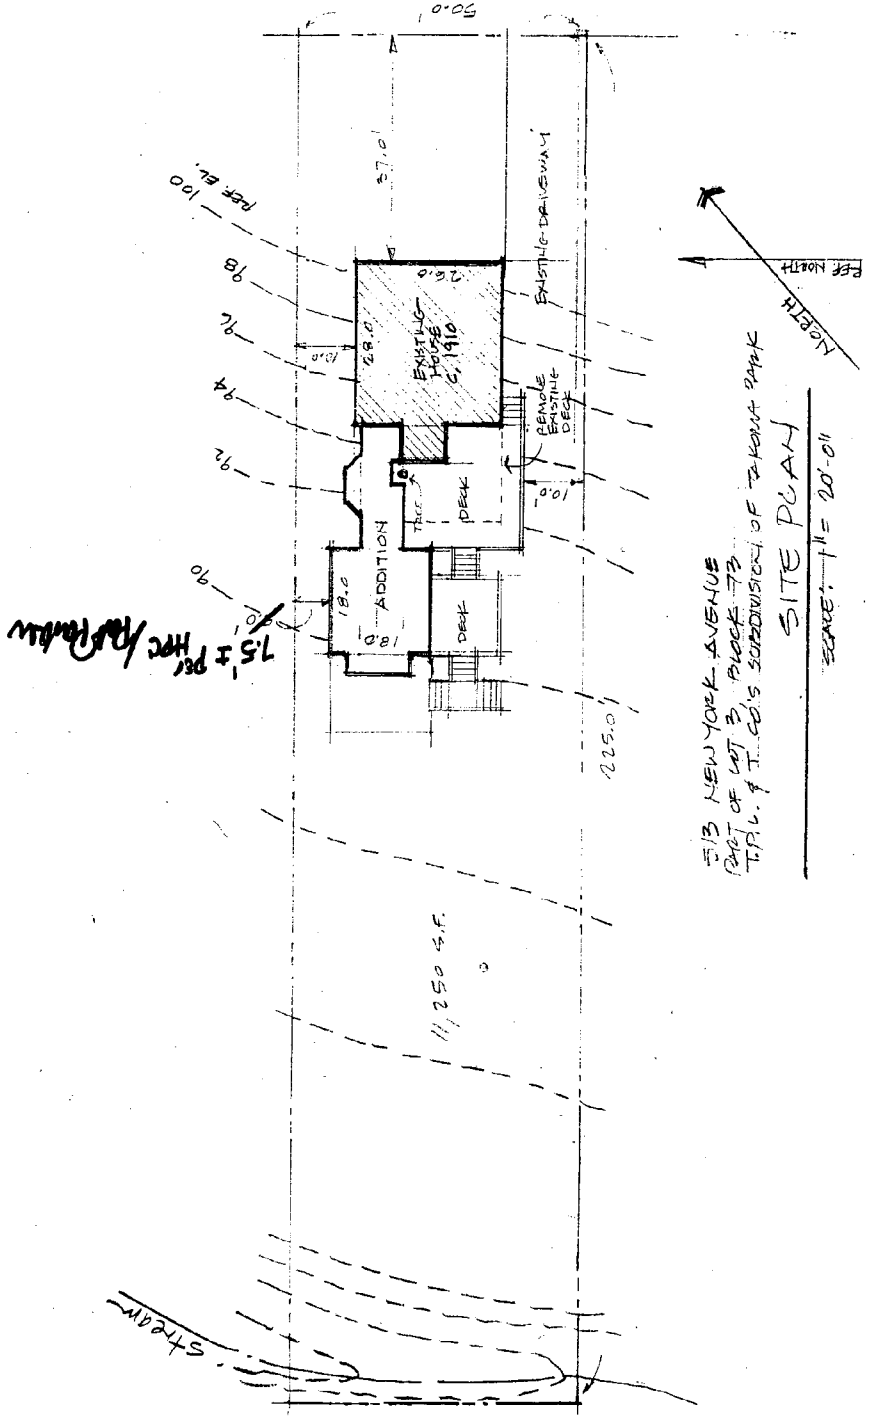 50.0'
37.0'
EXISTING DRIVEWAY
REF. EL.
100
98
96
94
92
90
26.0
28.0
10.0
EXISTING
HOUSE
C, 1910
REMOVE
EXISTING
DECK
10.0'
TREE
DECK
ADDITION
18.0
18.0
DECK
7.5' ± per
HPC
225.0'
11,250 S.F.
Stream
REF NORTH
NORTH
513 NEW YORK AVENUE
PART OF LOT 3, BLOCK 73
T.P.L. & T. CO'S SUBDIVISION OF TAKOMA PARK
SITE PLAN
SCALE: 1" = 20'-0"